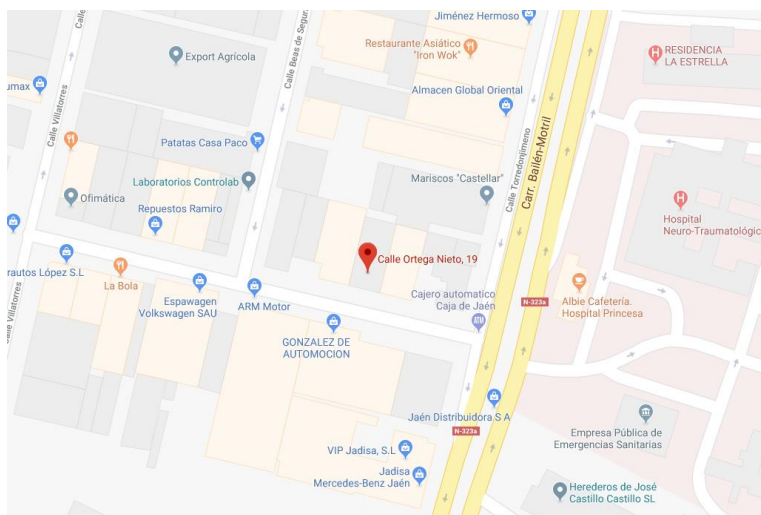 Jiménez Hermoso
Restaurante Asiático
"Iron Wok"
RESIDENCIA
LA ESTRELLA
Export Agrícola
Calle Villatorres
Calle Beas de Segura
umax
Almacen Global Oriental
Patatas Casa Paco
Calle Torredonjimeno
Carr. Bailén-Motril
Laboratorios Controlab
Mariscos "Castellar"
Ofimática
Repuestos Ramiro
Hospital
Neuro-Traumatológic
Calle Ortega Nieto, 19
rautos López S.L
La Bola
Espawagen
Volkswagen SAU
ARM Motor
Cajero automatico
Caja de Jaén
ATM
N-323a
Albie Cafetería.
Hospital Princesa
Calle Villatorres
GONZALEZ DE
AUTOMOCION
Jaén Distribuidora S A
N-323a
Empresa Pública de
Emergencias Sanitarias
VIP Jadisa, S.L
Jadisa
Mercedes-Benz Jaén
Herederos de José
Castillo Castillo SL